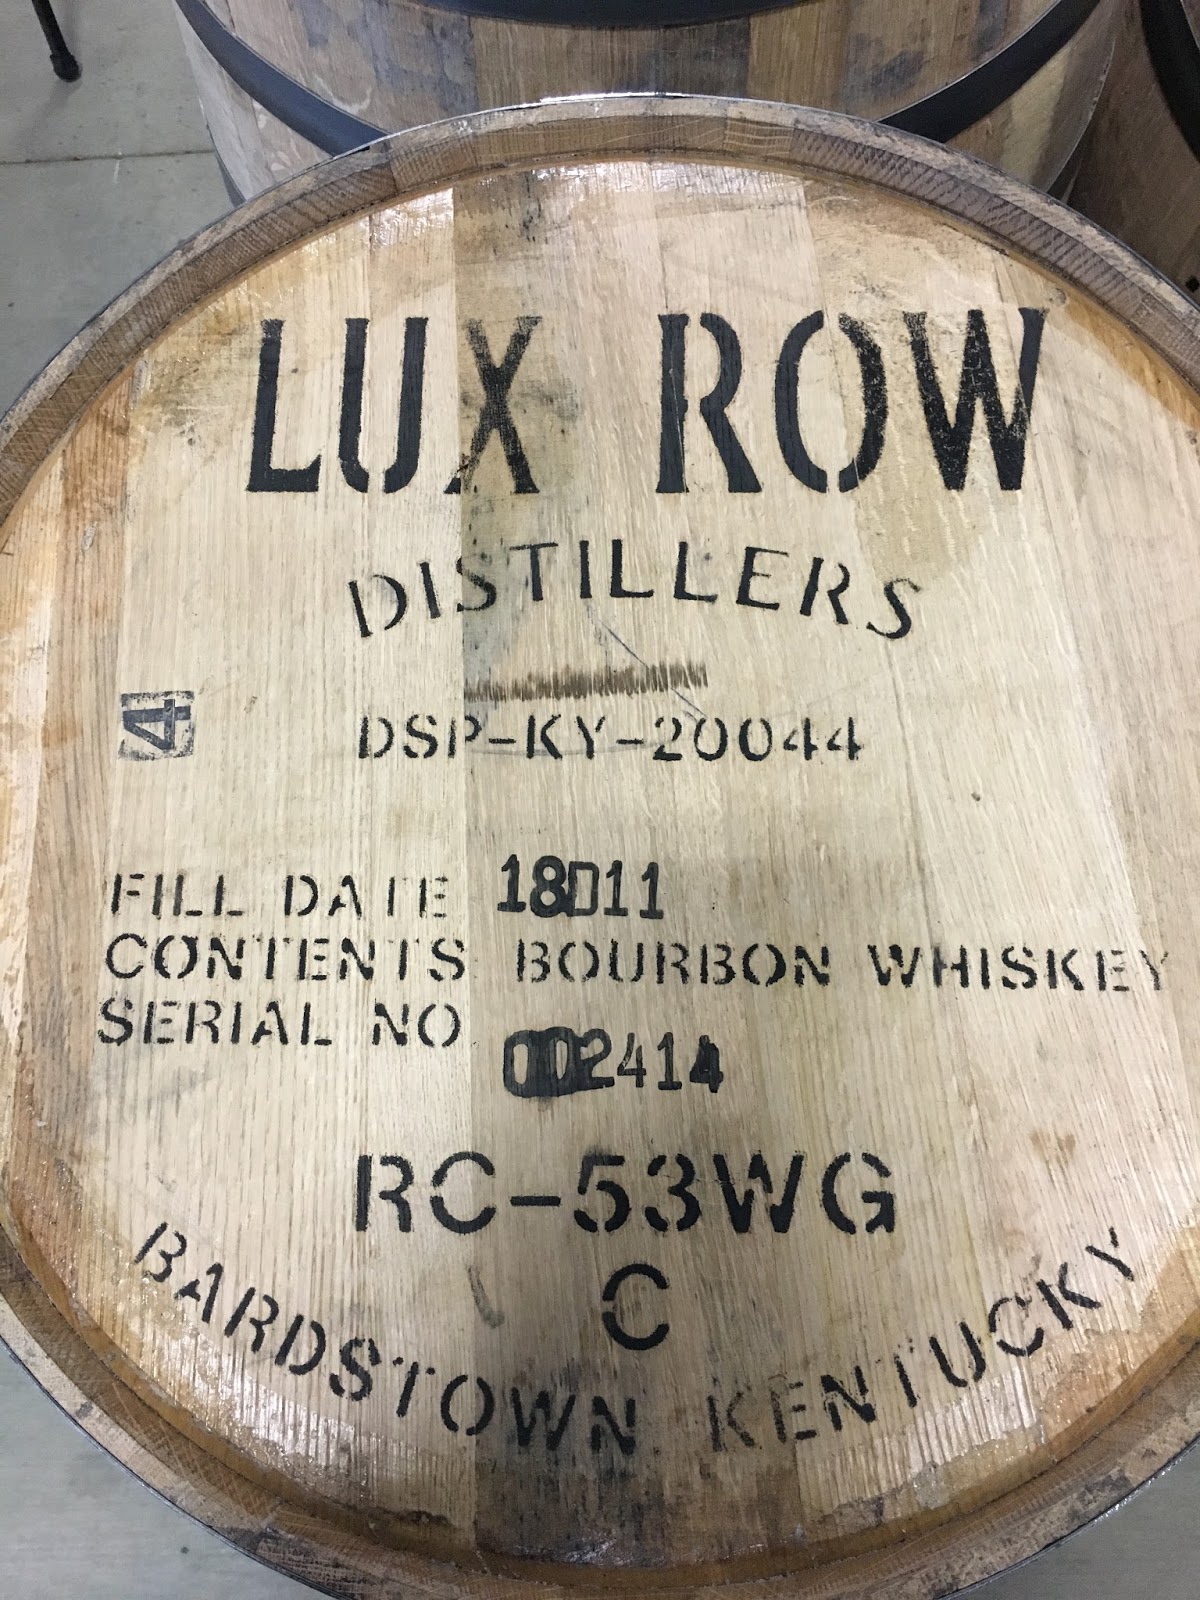 LUX ROW
DISTILLERS
DSP-KY-20044
4
FILL DATE 18D11
CONTENTS BOURBON WHISKEY
SERIAL NO 002414
RC-53WG
C
BARDSTOWN KENTUCKY